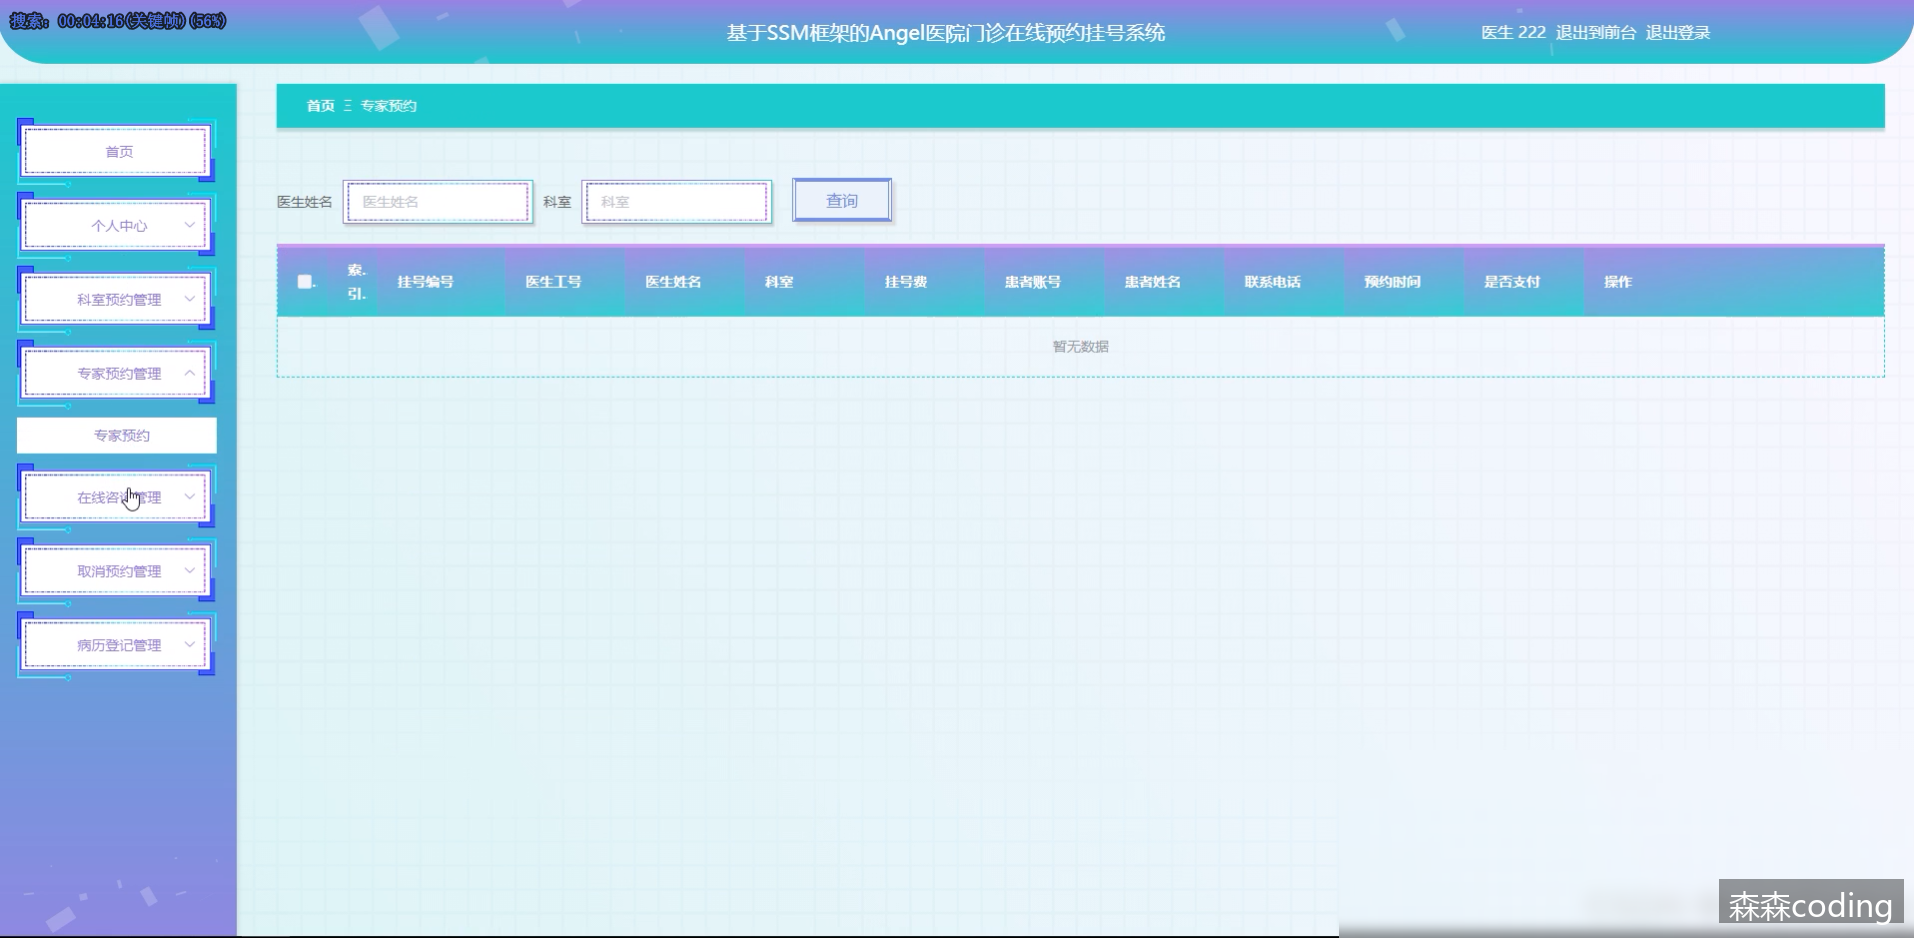 搜索: 00:04:16(关键帧)(56%)
基于SSM框架的Angel医院门诊在线预约挂号系统
医生 222 退出到前台 退出登录
首页 专家预约
首页
个人中心
科室预约管理
专家预约管理
专家预约
在线咨询管理
取消预约管理
病历登记管理
医生姓名 医生姓名 科室 科室 查询
索. 引. 挂号编号 医生工号 医生姓名 科室 挂号费 患者账号 患者姓名 联系电话 预约时间 是否支付 操作
暂无数据
森森coding